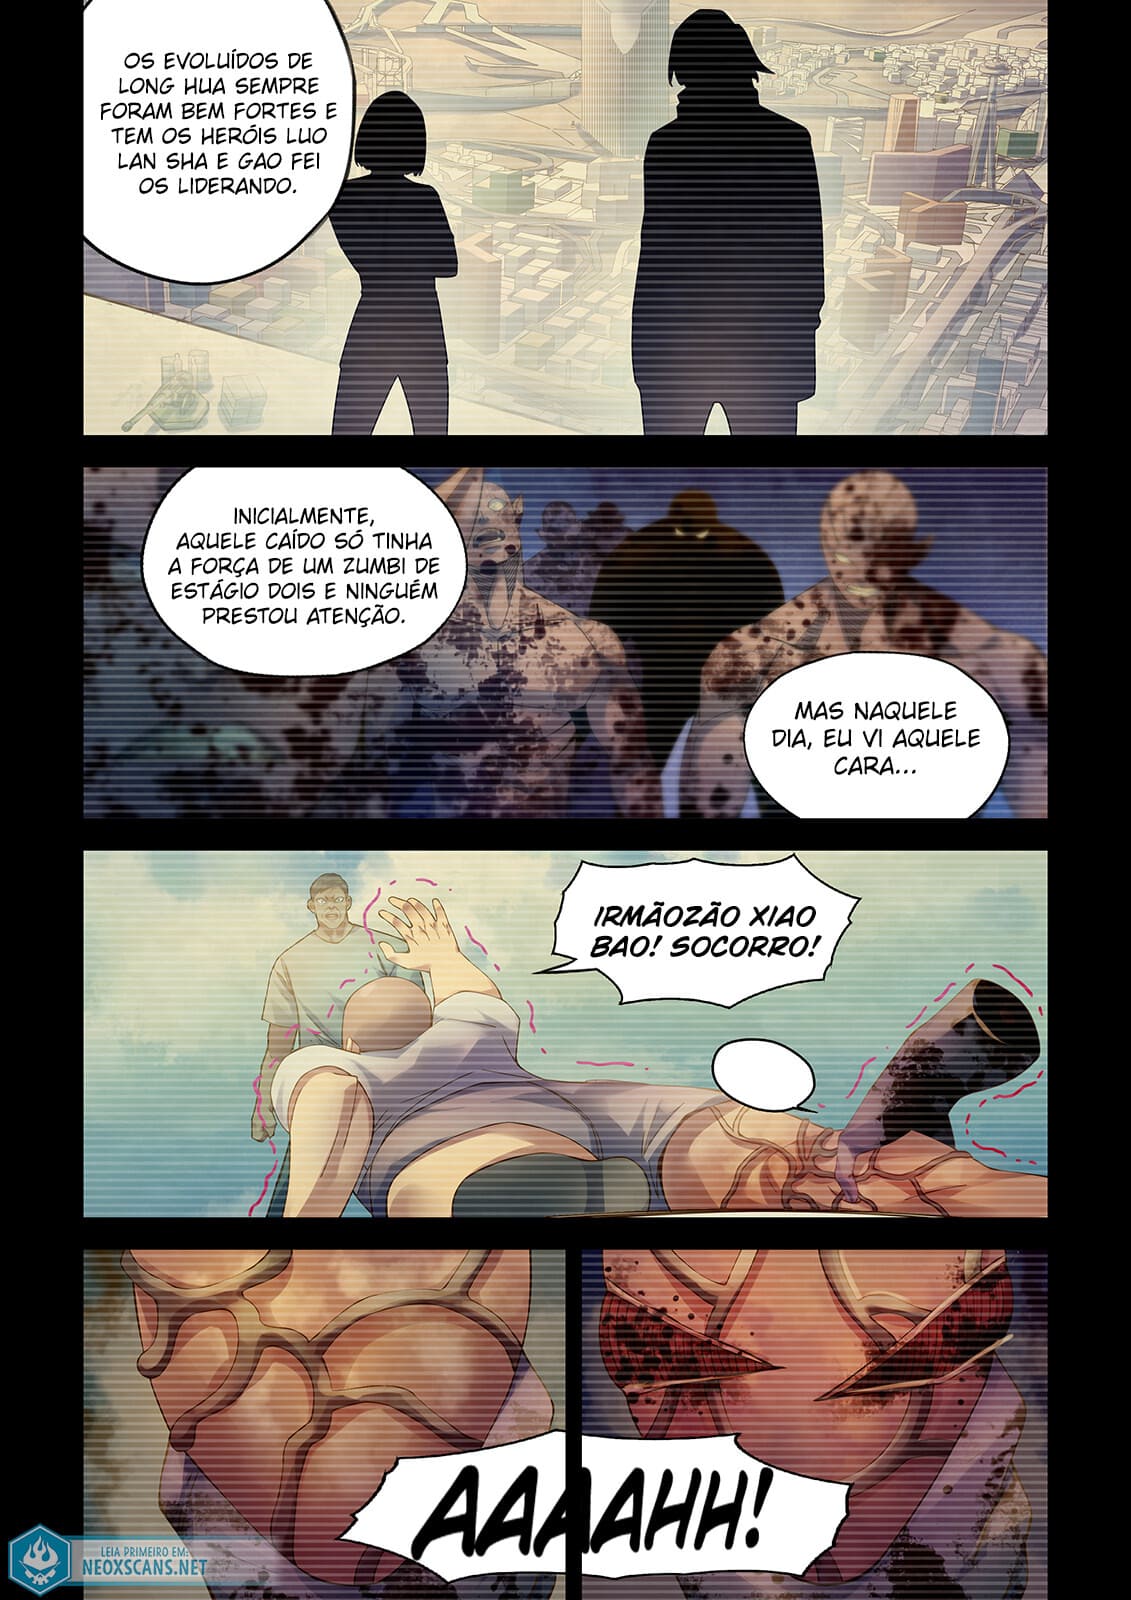 OS EVOLUÍDOS DE
LONG HUA SEMPRE
FORAM BEM FORTES E
TEM OS HERÓIS LUO
LAN SHA E GAO FEI
OS LIDERANDO.
INICIALMENTE,
AQUELE CAÍDO SÓ TINHA
A FORÇA DE UM ZUMBI DE
ESTÁGIO DOIS E NINGUÉM
PRESTOU ATENÇÃO.
MAS NAQUELE
DIA, EU VI AQUELE
CARA...
IRMÃOZÃO XIAO
BAO! SOCORRO!
AAAAHH!
LEIA PRIMEIRO EM:
NEOXSCANS.NET